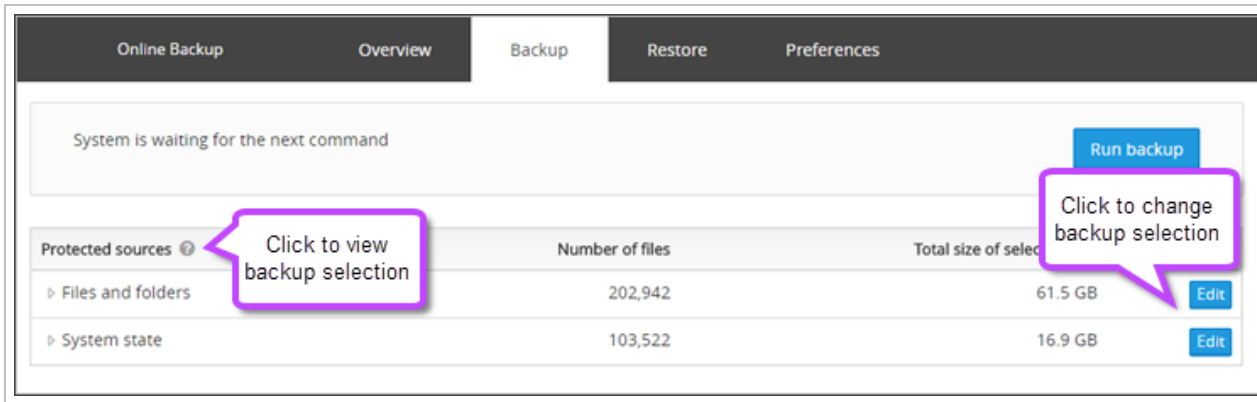 Online Backup Overview Backup Restore Preferences
System is waiting for the next command
Run backup
Click to change
backup selection
Click to view
backup selection
Protected sources Number of files Total size of selec
Files and folders 202,942 61.5 GB Edit
System state 103,522 16.9 GB Edit